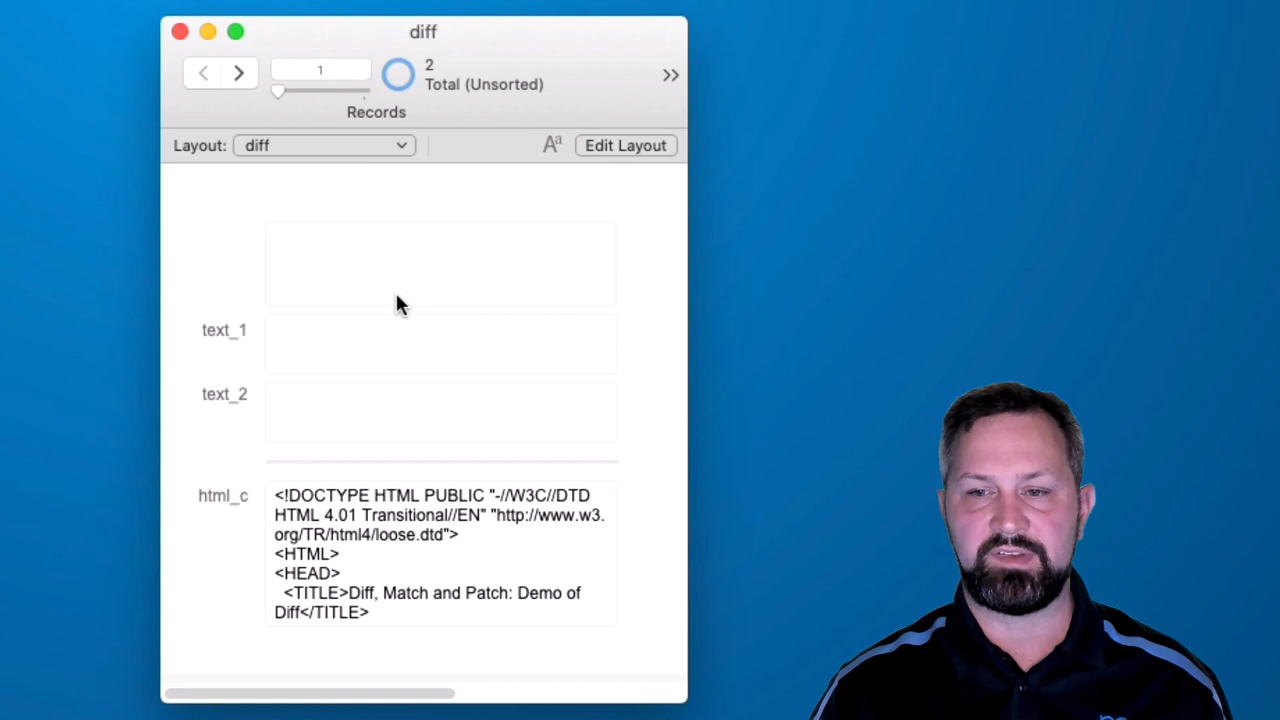 diff
1
2
Total (Unsorted)
Records
Layout:
diff
Edit Layout
text_1
text_2
html_c
<!DOCTYPE HTML PUBLIC "-//W3C//DTD
HTML 4.01 Transitional//EN" "http://www.w3.
org/TR/html4/loose.dtd">
<HTML>
<HEAD>
<TITLE>Diff, Match and Patch: Demo of
Diff</TITLE>